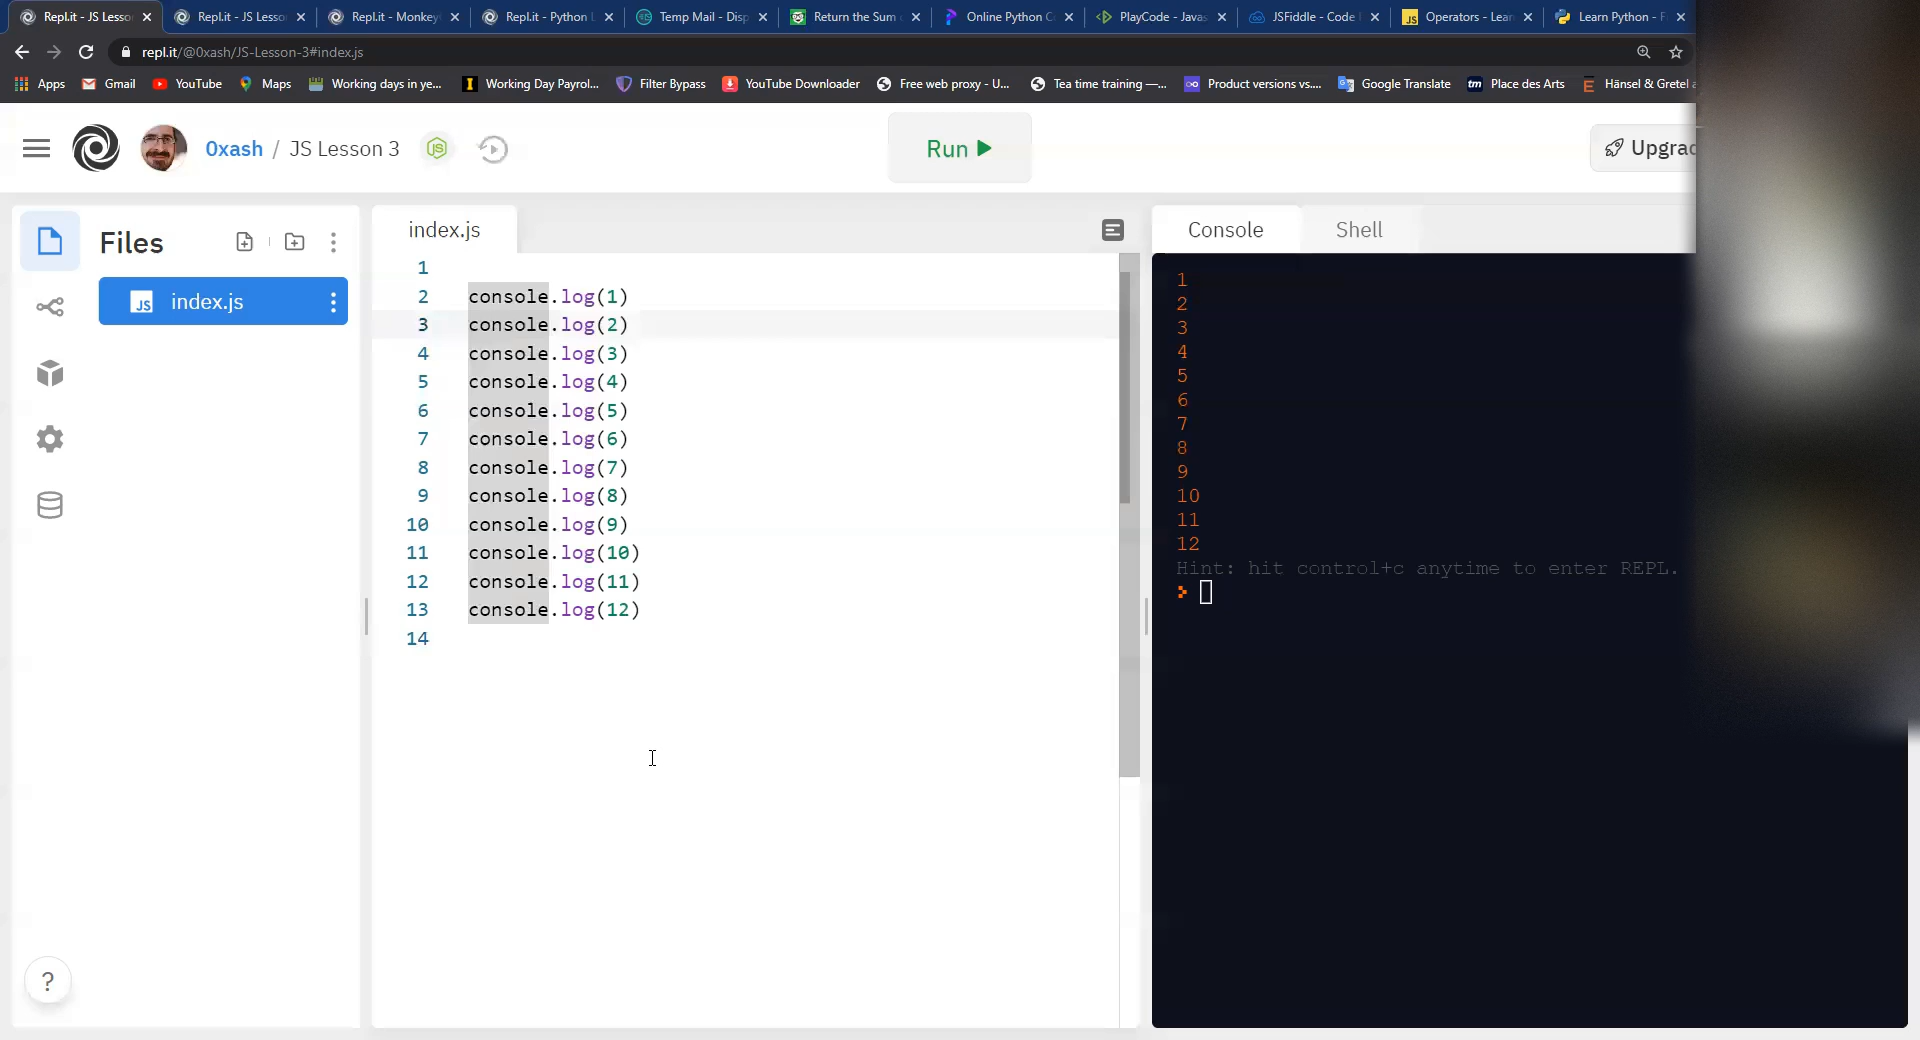 Repl.it - JS Lesso
Repl.it - JS Lesso
Repl.it - Monkey
Repl.it - Python
Temp Mail - Disp
Return the Sum
Online Python C
PlayCode - Javas
JSFiddle - Code
Operators - Lea
Learn Python - F
repl.it/@0xash/JS-Lesson-3#index.js
Apps
Gmail
YouTube
Maps
Working days in ye...
Working Day Payrol...
Filter Bypass
YouTube Downloader
Free web proxy - U...
Tea time training —...
Product versions vs....
Google Translate
tm Place des Arts
Hänsel & Gretel
0xash / JS Lesson 3
Run
Upgrad
Files
JS index.js
index.js
Console
Shell
1
2 console.log(1)
3 console.log(2)
4 console.log(3)
5 console.log(4)
6 console.log(5)
7 console.log(6)
8 console.log(7)
9 console.log(8)
10 console.log(9)
11 console.log(10)
12 console.log(11)
13 console.log(12)
14
1
2
3
4
5
6
7
8
9
10
11
12
Hint: hit control+c anytime to enter REPL.
?